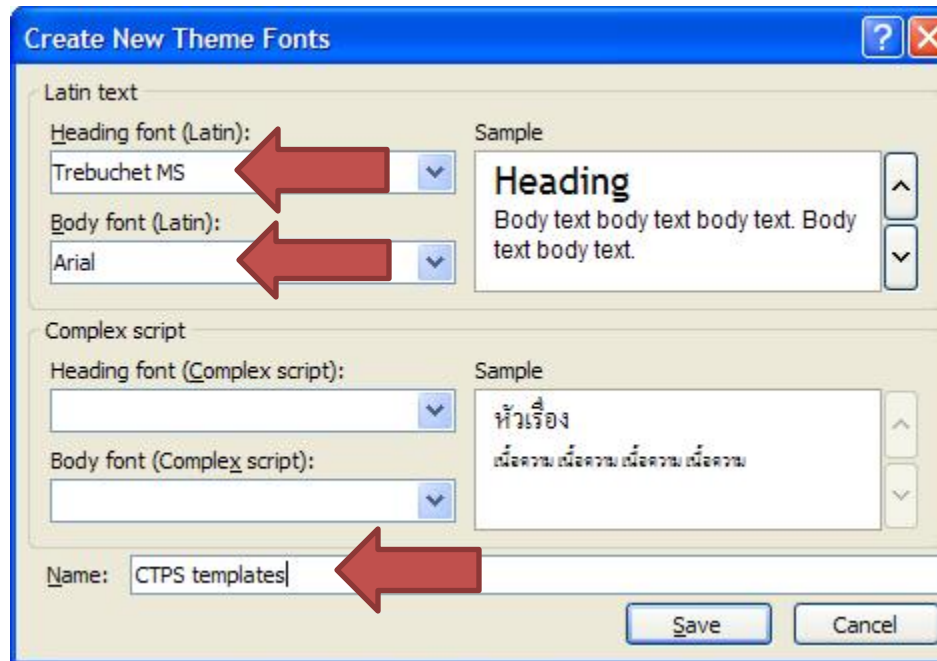 Create New Theme Fonts
Latin text
Heading font (Latin):
Trebuchet MS
Body font (Latin):
Arial
Sample
Heading
Body text body text body text. Body
text body text.
Complex script
Heading font (Complex script):
Body font (Complex script):
Sample
หัวเรื่อง
เนื้อความ เนื้อความ เนื้อความ เนื้อความ
Name: CTPS templates
Save
Cancel